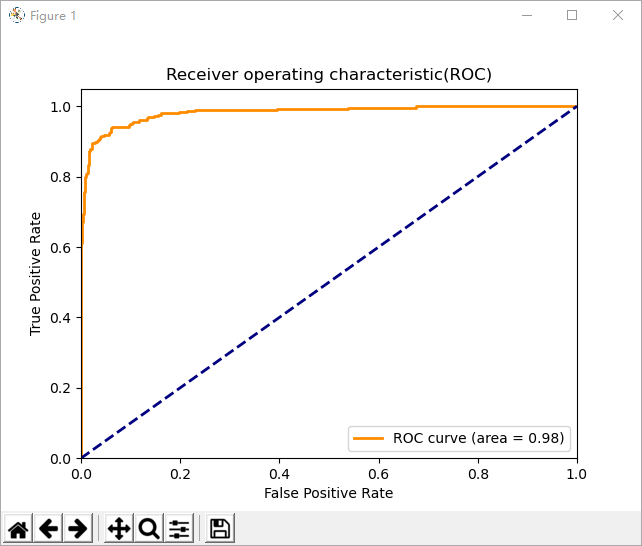 Figure 1
Receiver operating characteristic(ROC)
1.0
0.8
0.6
0.4
0.2
0.0
True Positive Rate
ROC curve (area = 0.98)
0.0 0.2 0.4 0.6 0.8 1.0
False Positive Rate